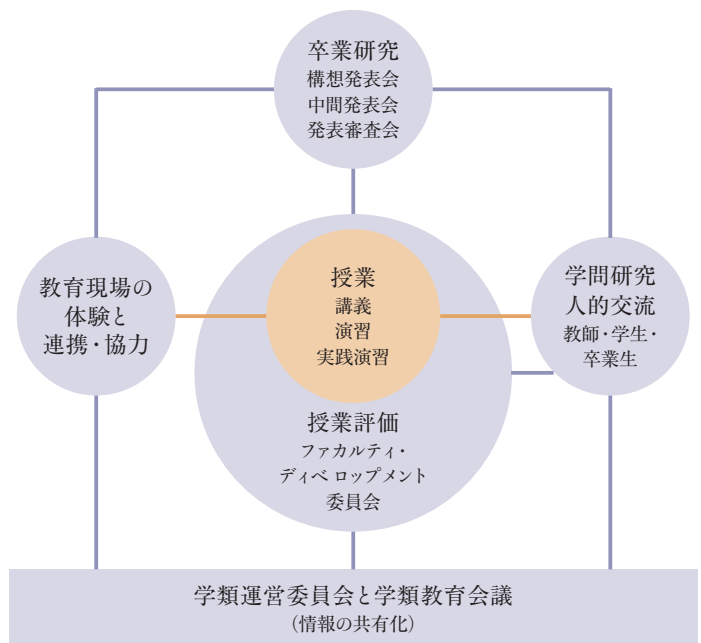 卒業研究
構想発表会
中間発表会
発表審査会
教育現場の
体験と
連携・協力
授業
講義
演習
実践演習
学問研究
人的交流
教師・学生・
卒業生
授業評価
ファカルティ・
ディベロップメント
委員会
学類運営委員会と学類教育会議
（情報の共有化）